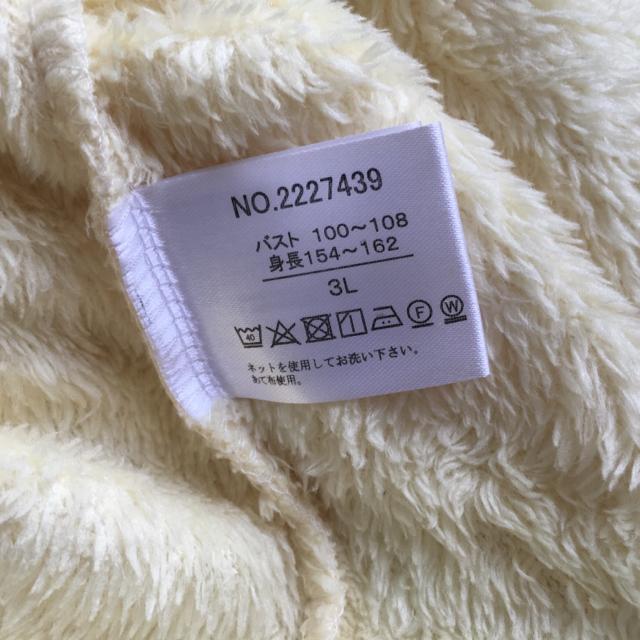 NO.2227439
バスト 100～108
身長154～162
3L
40 F W
ネットを使用してお洗い下さい。
あて布使用。